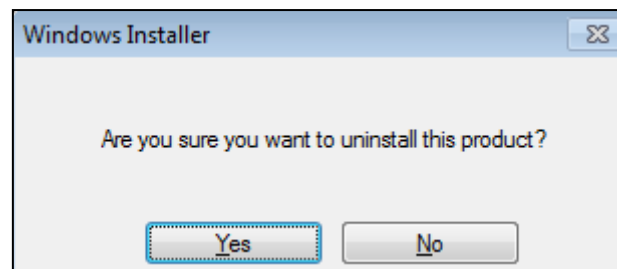 Windows Installer
Are you sure you want to uninstall this product?
Yes
No